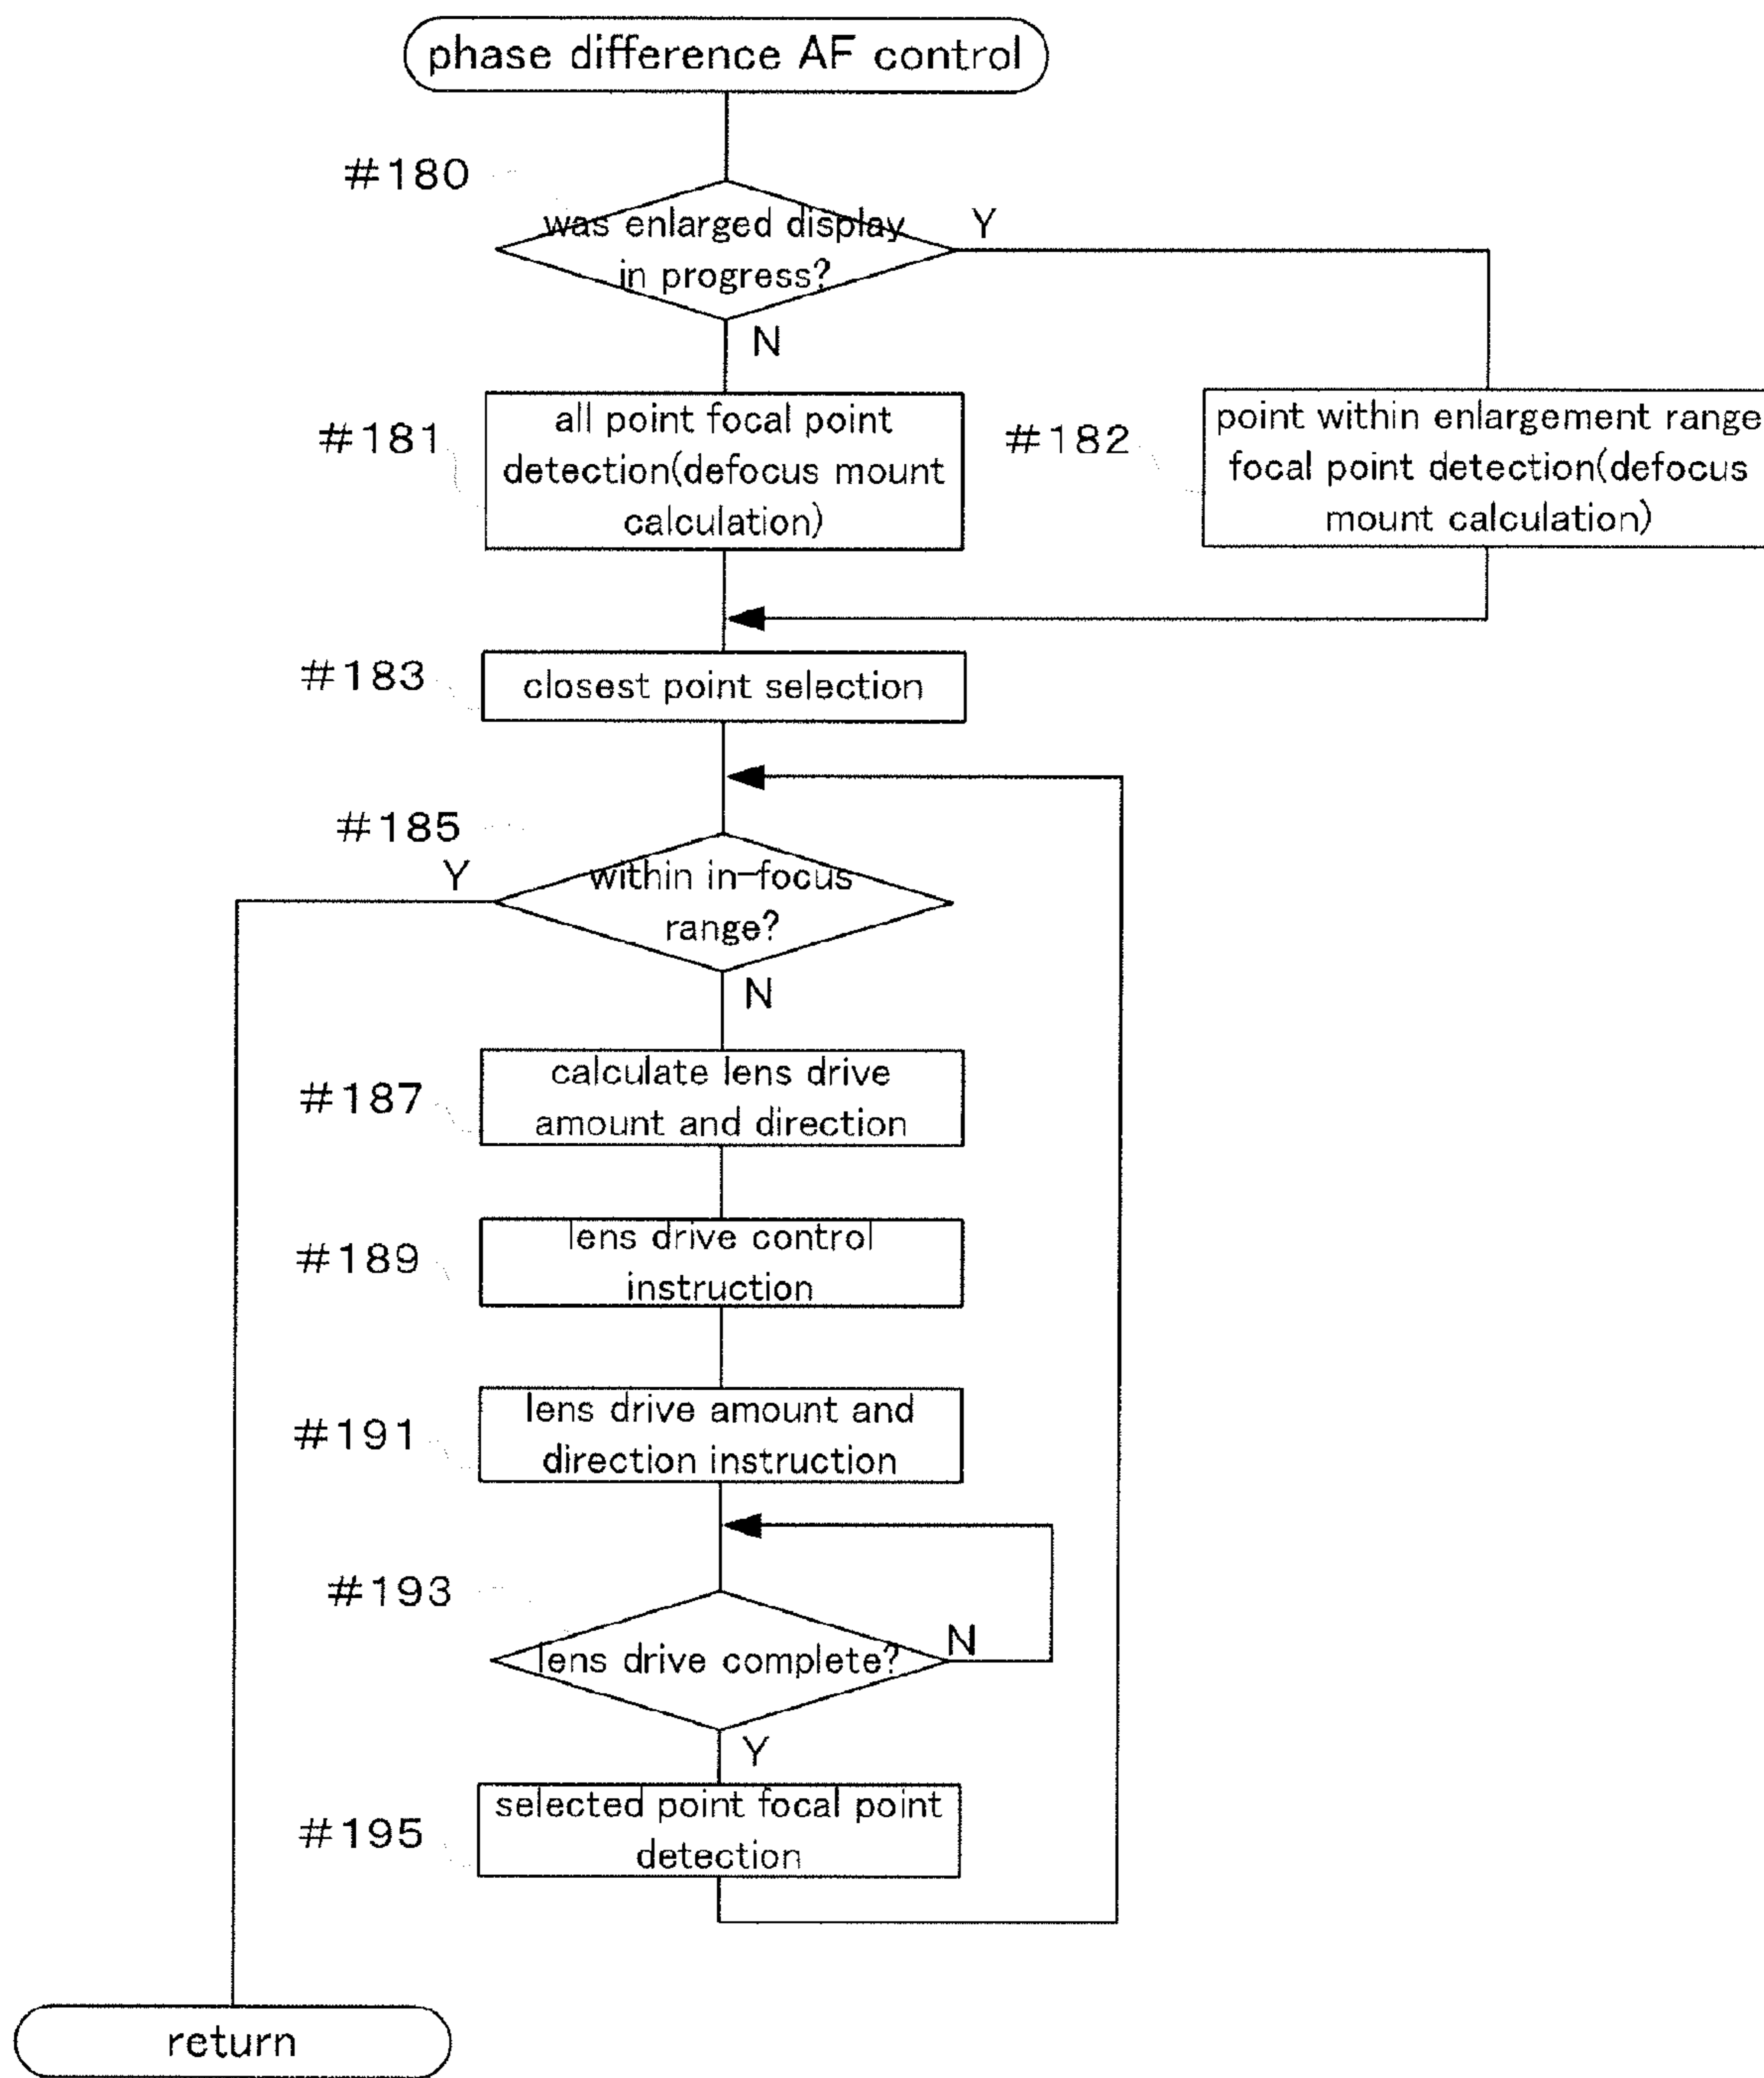 phase difference AF control
#180
was enlarged display
in progress?
Y
N
#181
all point focal point
detection(defocus mount
calculation)
#182
point within enlargement range
focal point detection(defocus
mount calculation)
#183
closest point selection
#185
Y
within in-focus
range?
N
#187
calculate lens drive
amount and direction
#189
lens drive control
instruction
#191
lens drive amount and
direction instruction
#193
lens drive complete?
N
Y
#195
selected point focal point
detection
return